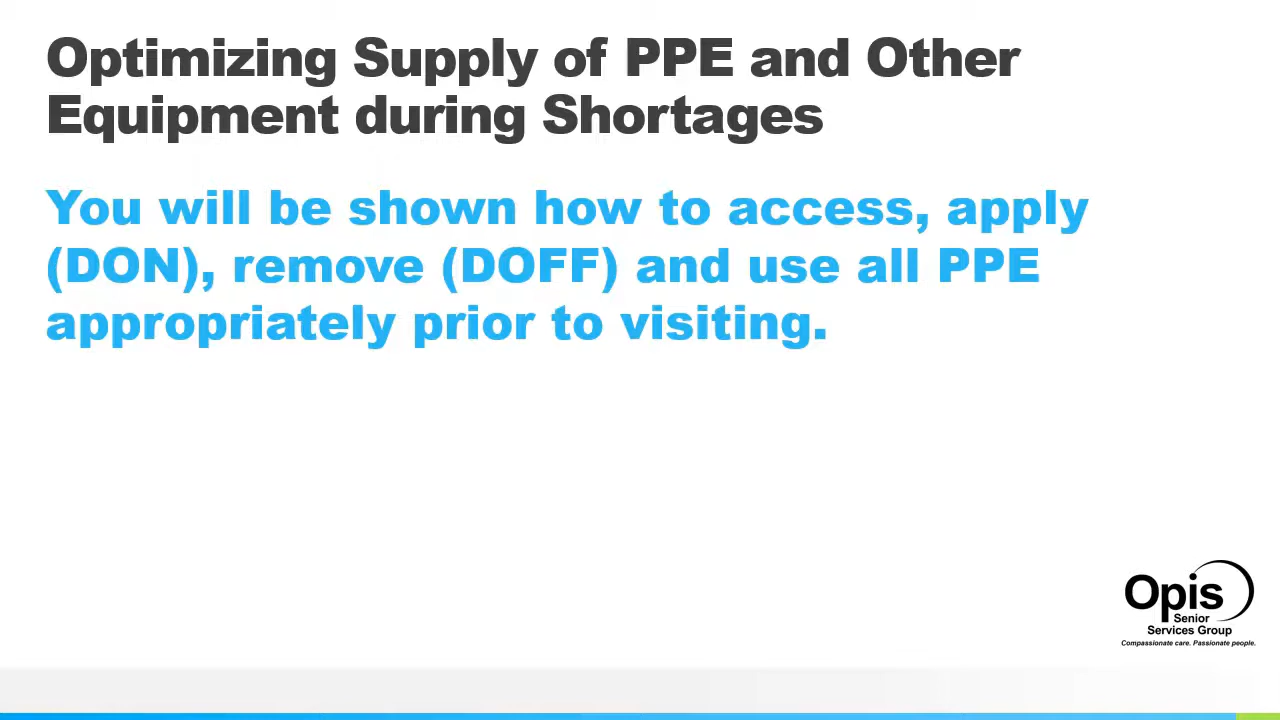 Optimizing Supply of PPE and Other
Equipment during Shortages
You will be shown how to access, apply
(DON), remove (DOFF) and use all PPE
appropriately prior to visiting.
Opis
Senior
Services Group
Compassionate care. Passionate people.